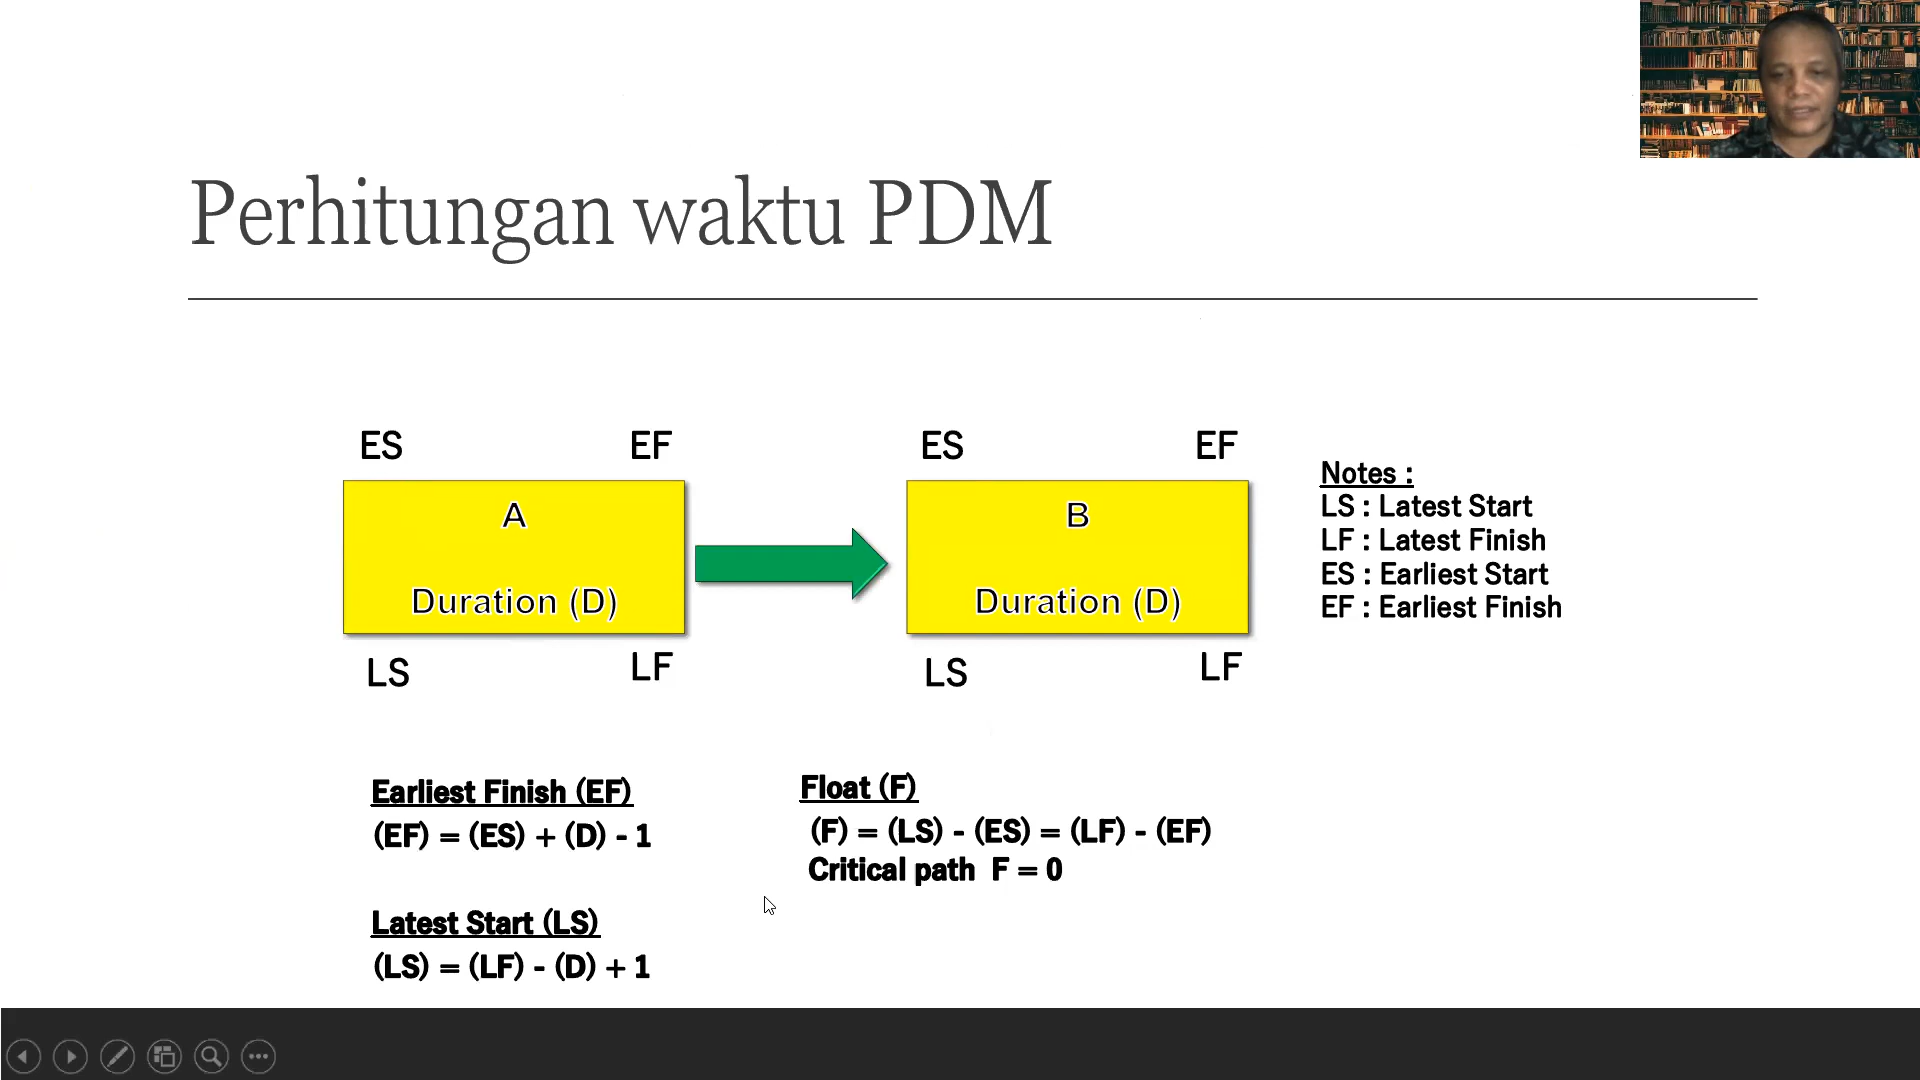 Perhitungan waktu PDM
ES EF ES EF
A B
Duration (D) Duration (D)
LS LF LS LF
Notes :
LS : Latest Start
LF : Latest Finish
ES : Earliest Start
EF : Earliest Finish
Earliest Finish (EF)
(EF) = (ES) + (D) - 1
Latest Start (LS)
(LS) = (LF) - (D) + 1
Float (F)
(F) = (LS) - (ES) = (LF) - (EF)
Critical path F = 0